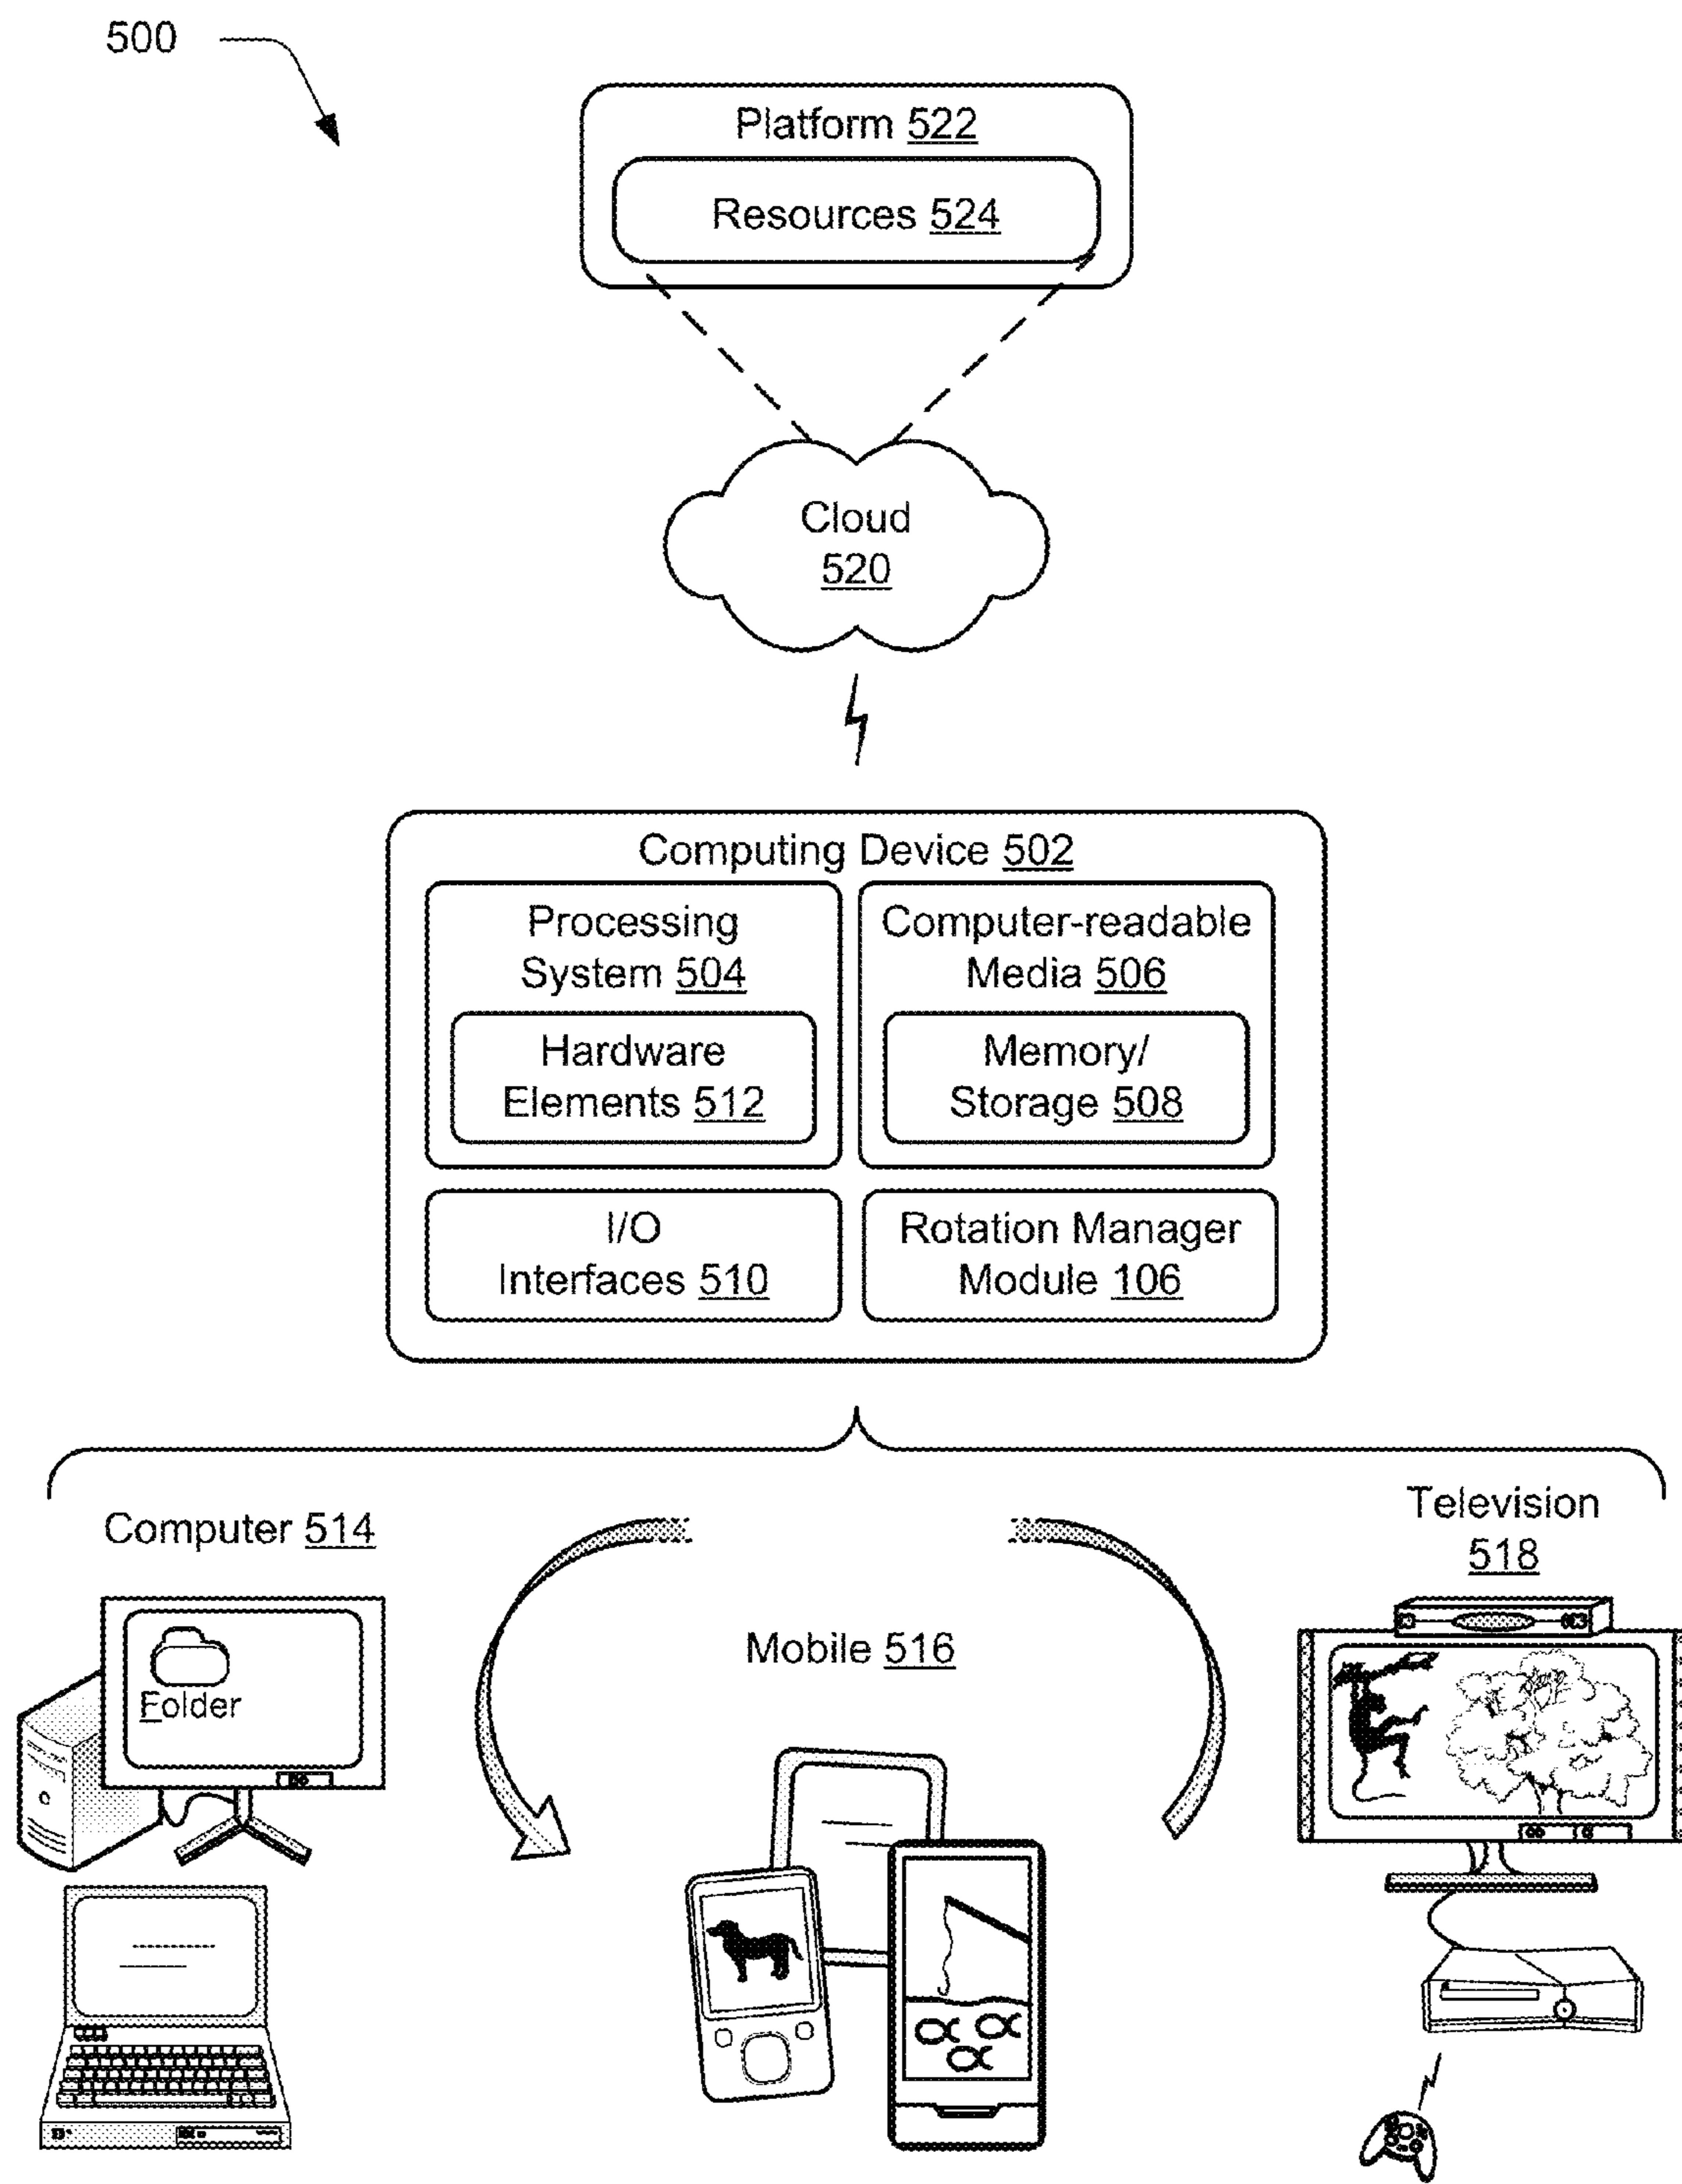 500
Platform 522
Resources 524
Cloud
520
Computing Device 502
Processing
System 504
Hardware
Elements 512
Computer-readable
Media 506
Memory/
Storage 508
I/O
Interfaces 510
Rotation Manager
Module 106
Computer 514
Folder
Mobile 516
Television
518